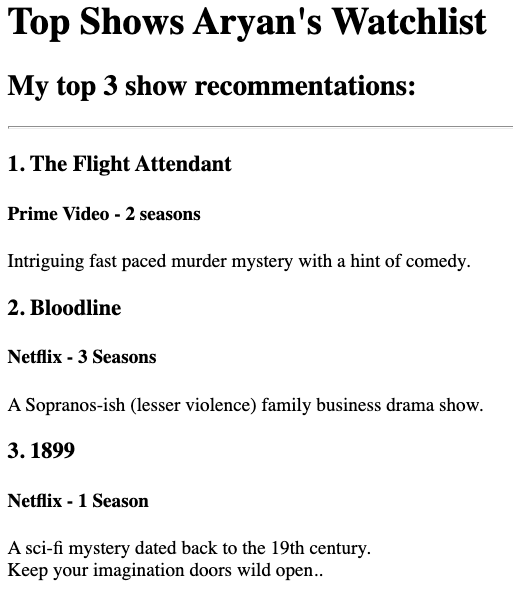 Top Shows Aryan's Watchlist
My top 3 show recommentations:
1. The Flight Attendant
Prime Video - 2 seasons
Intriguing fast paced murder mystery with a hint of comedy.
2. Bloodline
Netflix - 3 Seasons
A Sopranos-ish (lesser violence) family business drama show.
3. 1899
Netflix - 1 Season
A sci-fi mystery dated back to the 19th century.
Keep your imagination doors wild open..